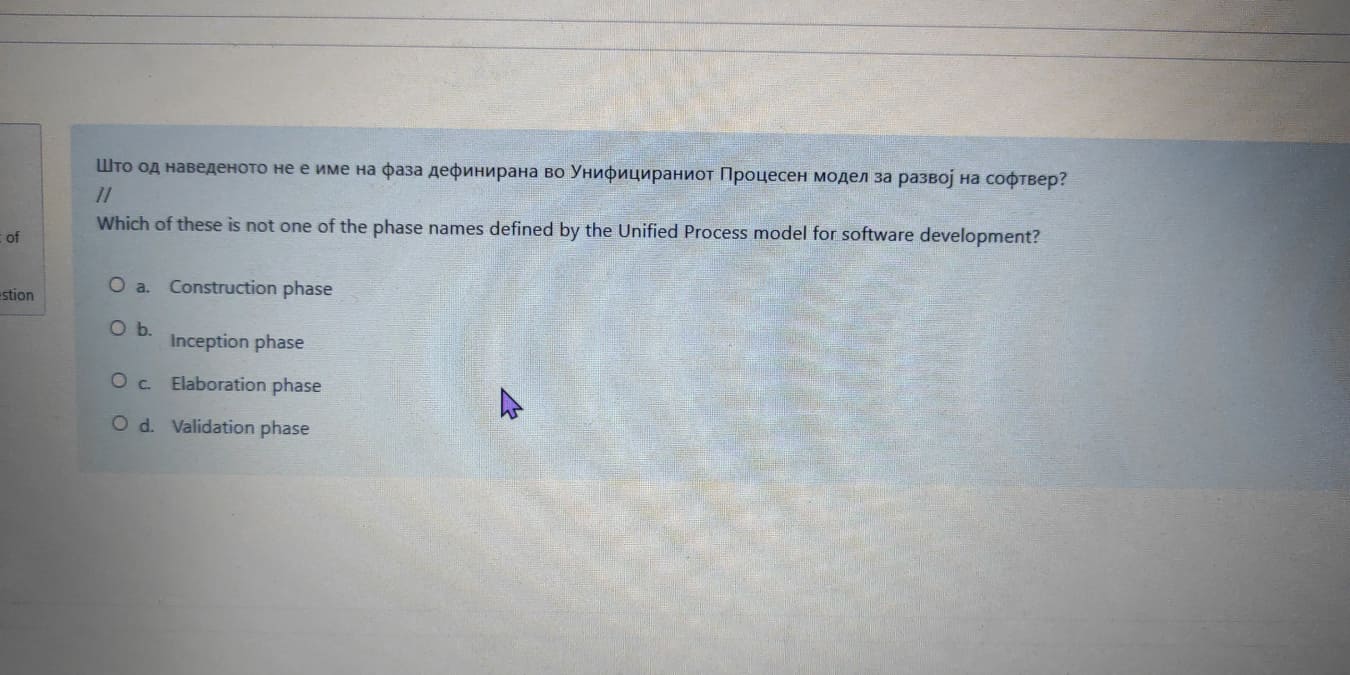 Што од наведеното не е име на фаза дефинирана во Унифицираниот Процесен модел за развој на софтвер?
//
Which of these is not one of the phase names defined by the Unified Process model for software development?
of
stion
a. Construction phase
b. Inception phase
c. Elaboration phase
d. Validation phase